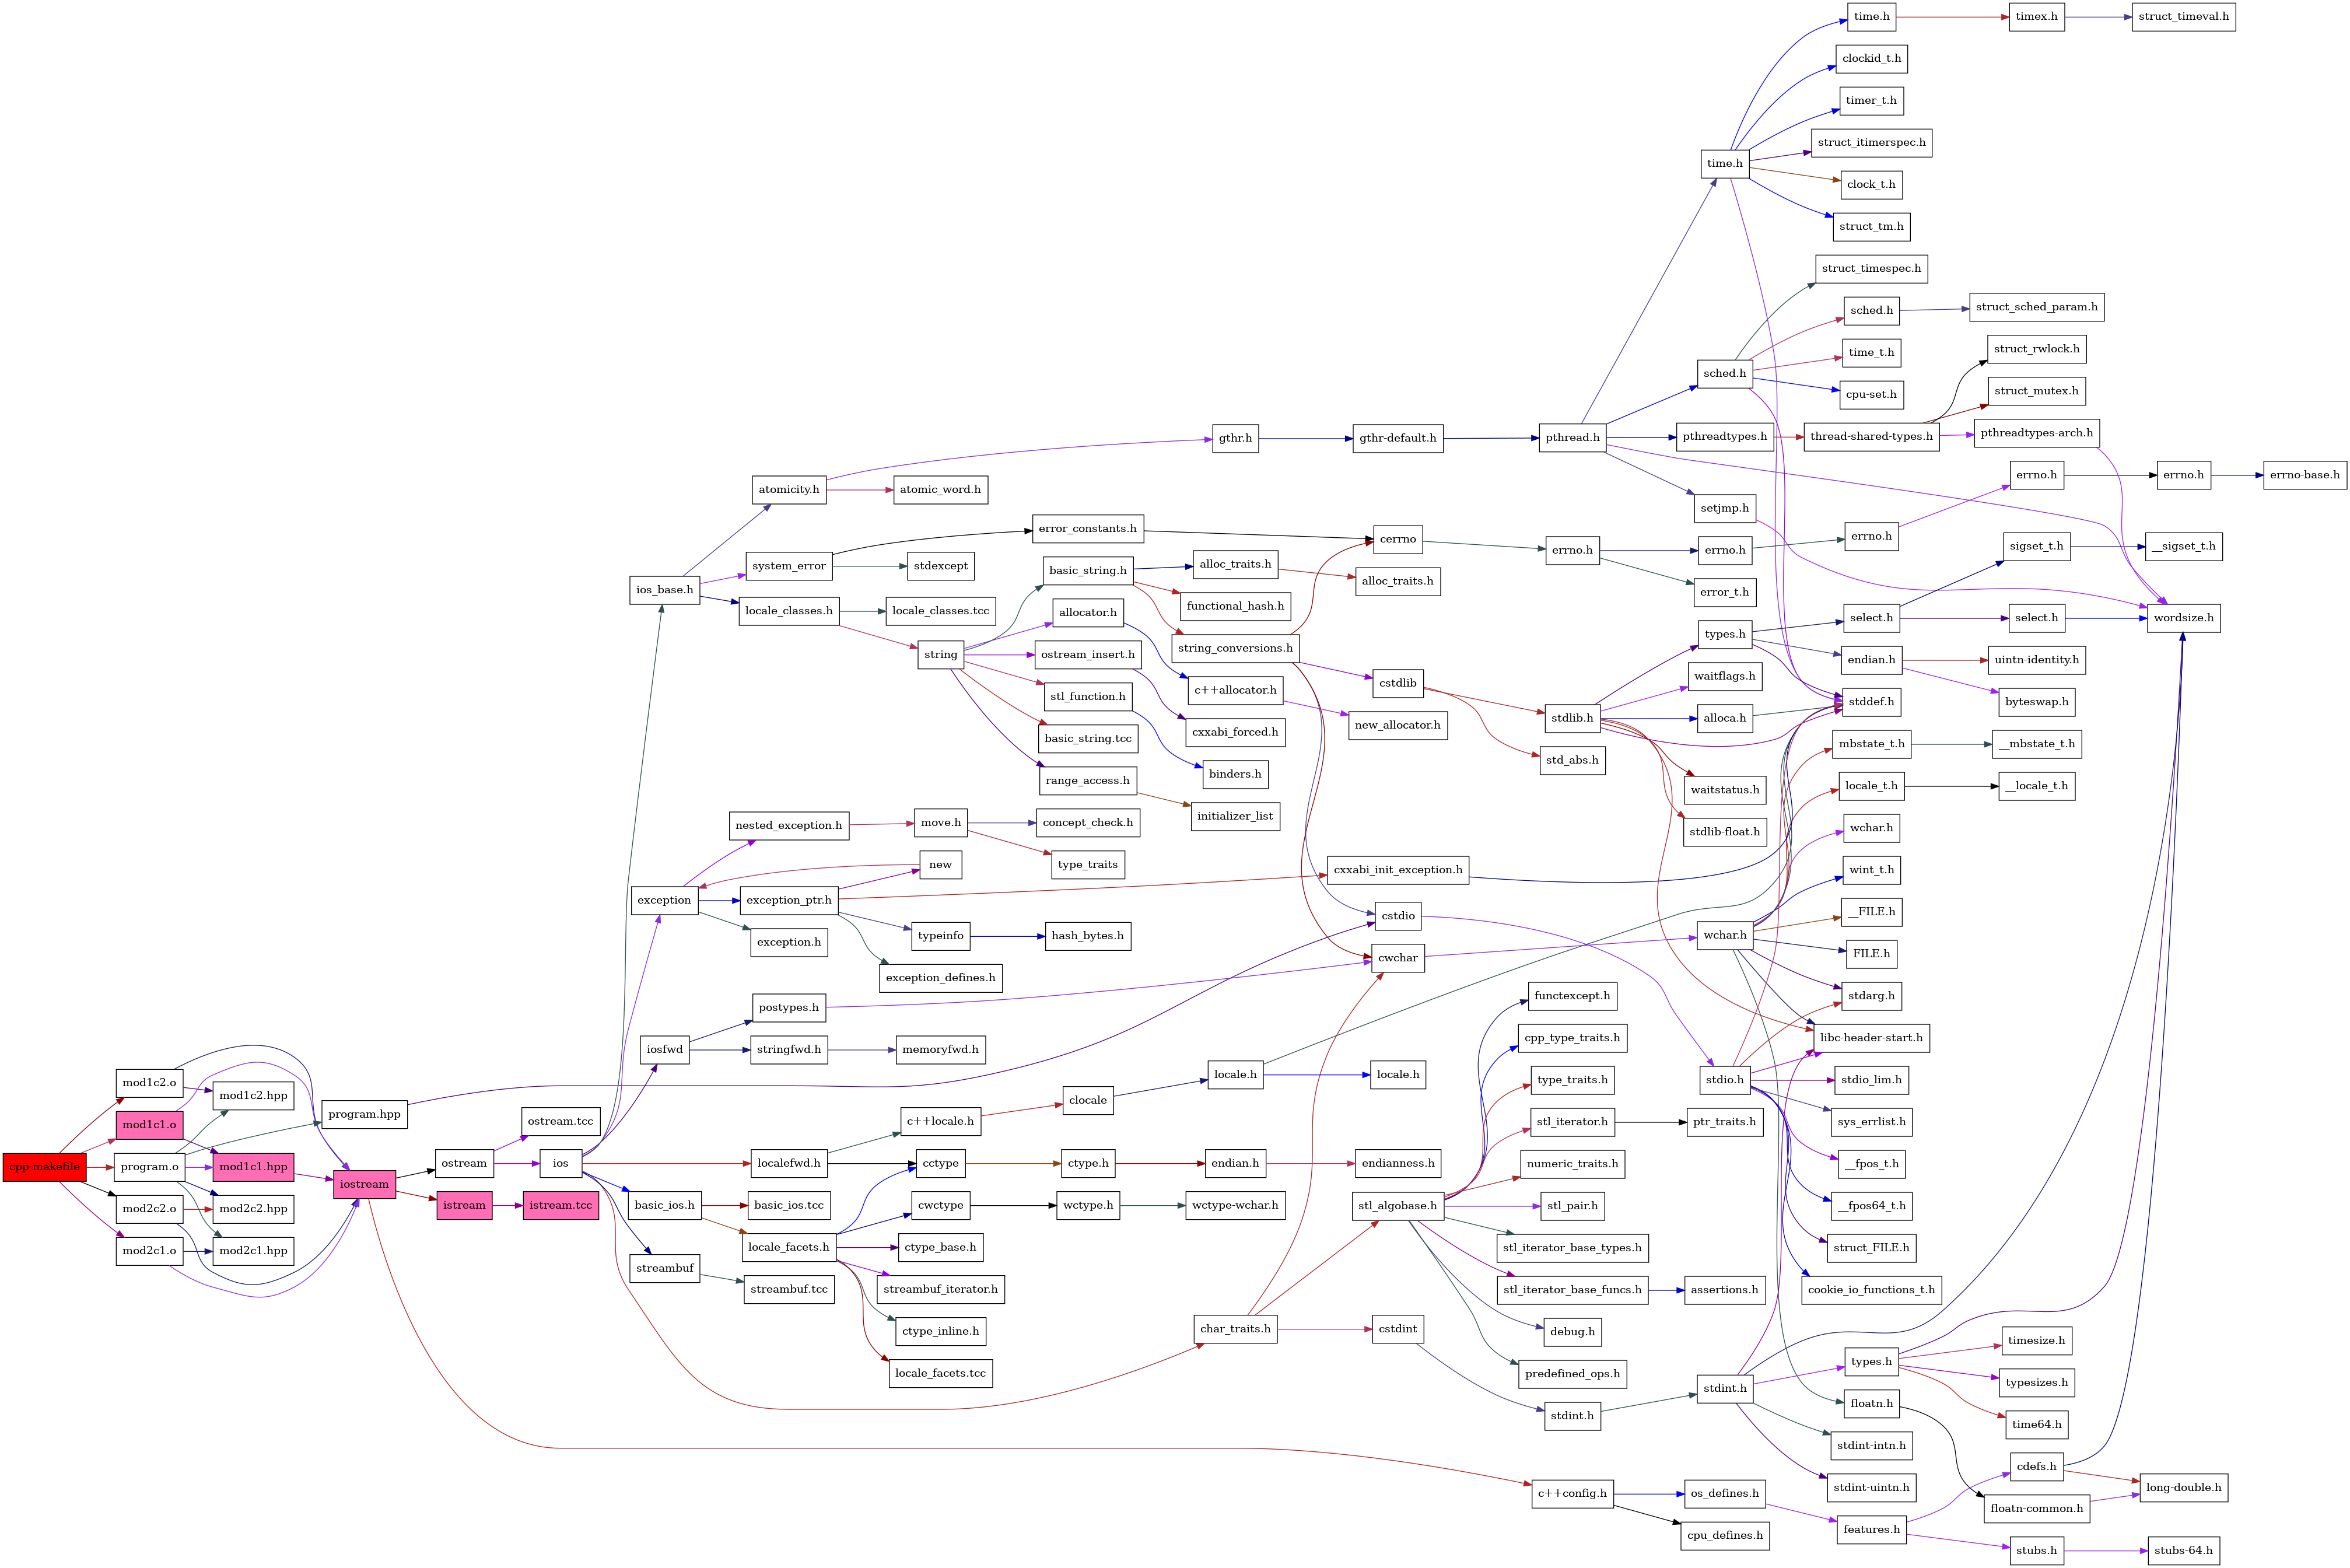 time.h
timex.h
struct_timeval.h
clockid_t.h
timer_t.h
struct_itimerspec.h
time.h
clock_t.h
struct_tm.h
struct_timespec.h
sched.h
struct_sched_param.h
struct_rwlock.h
time_t.h
sched.h
cpu-set.h
struct_mutex.h
gthr.h
gthr-default.h
pthread.h
pthreadtypes.h
thread-shared-types.h
pthreadtypes-arch.h
errno.h
errno.h
errno-base.h
atomicity.h
atomic_word.h
setjmp.h
error_constants.h
cerrno
errno.h
errno.h
errno.h
sigset_t.h
__sigset_t.h
system_error
stdexcept
basic_string.h
alloc_traits.h
alloc_traits.h
error_t.h
ios_base.h
locale_classes.h
locale_classes.tcc
allocator.h
functional_hash.h
select.h
select.h
wordsize.h
string
ostream_insert.h
string_conversions.h
types.h
endian.h
uintn-identity.h
stl_function.h
c++allocator.h
cstdlib
waitflags.h
stddef.h
byteswap.h
basic_string.tcc
cxxabi_forced.h
new_allocator.h
stdlib.h
alloca.h
mbstate_t.h
__mbstate_t.h
range_access.h
binders.h
std_abs.h
waitstatus.h
locale_t.h
__locale_t.h
nested_exception.h
move.h
concept_check.h
initializer_list
stdlib-float.h
wchar.h
new
type_traits
cxxabi_init_exception.h
wint_t.h
exception
exception_ptr.h
cstdio
__FILE.h
exception.h
typeinfo
hash_bytes.h
wchar.h
exception_defines.h
cwchar
FILE.h
postypes.h
functexcept.h
stdarg.h
iosfwd
stringfwd.h
memoryfwd.h
cpp_type_traits.h
libc-header-start.h
mod1c2.o
mod1c2.hpp
locale.h
locale.h
type_traits.h
stdio.h
stdio_lim.h
mod1c1.o
program.hpp
ostream.tcc
c++locale.h
clocale
stl_iterator.h
ptr_traits.h
sys_errlist.h
cpp-makefile
program.o
mod1c1.hpp
iostream
ostream
ios
localefwd.h
cctype
ctype.h
endian.h
endianness.h
numeric_traits.h
__fpos_t.h
mod2c2.o
mod2c2.hpp
istream
istream.tcc
basic_ios.h
basic_ios.tcc
cwctype
wctype.h
wctype-wchar.h
stl_algobase.h
stl_pair.h
__fpos64_t.h
mod2c1.o
mod2c1.hpp
locale_facets.h
ctype_base.h
stl_iterator_base_types.h
struct_FILE.h
streambuf
streambuf.tcc
streambuf_iterator.h
stl_iterator_base_funcs.h
assertions.h
cookie_io_functions_t.h
ctype_inline.h
char_traits.h
cstdint
debug.h
timesize.h
locale_facets.tcc
predefined_ops.h
stdint.h
types.h
typesizes.h
stdint.h
floatn.h
time64.h
stdint-intn.h
cdefs.h
c++config.h
os_defines.h
stdint-uintn.h
floatn-common.h
long-double.h
cpu_defines.h
features.h
stubs.h
stubs-64.h